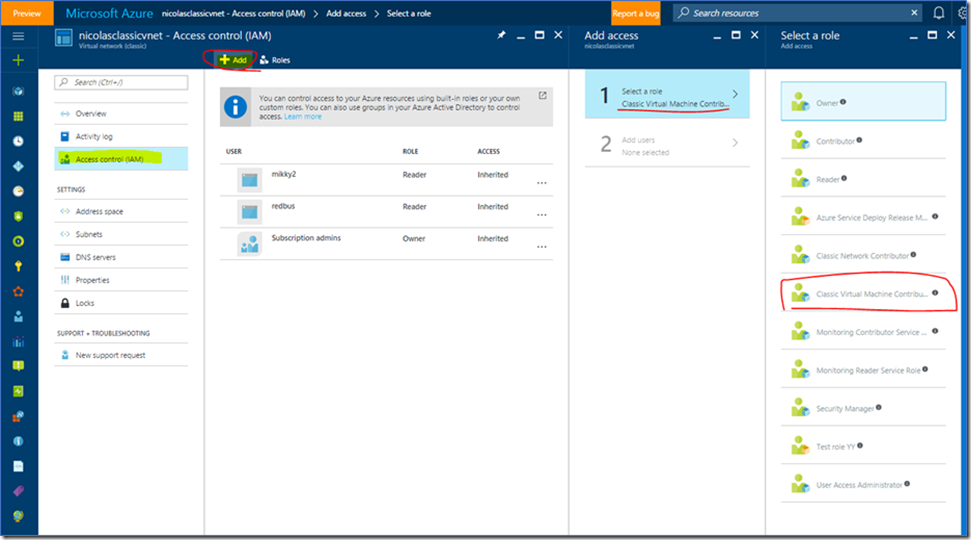 Preview
Microsoft Azure
nicolasclassicvnet - Access control (IAM) > Add access > Select a role
Report a bug
Search resources
nicolasclassicvnet - Access control (IAM)
Virtual network (classic)
Add
Roles
Search (Ctrl+/)
Overview
Activity log
Access control (IAM)
SETTINGS
Address space
Subnets
DNS servers
Properties
Locks
SUPPORT + TROUBLESHOOTING
New support request
You can control access to your Azure resources using built-in roles or your own
custom roles. You can also use groups in your Azure Active Directory to control
access. Learn more
USER ROLE ACCESS
mikky2 Reader Inherited ...
redbus Reader Inherited ...
Subscription admins Owner Inherited ...
Add access
nicolasclassicvnet
1 Select a role
Classic Virtual Machine Contrib...
2 Add users
None selected
Select a role
Add access
Owner
Contributor
Reader
Azure Service Deploy Release M...
Classic Network Contributor
Classic Virtual Machine Contribu...
Monitoring Contributor Service ...
Monitoring Reader Service Role
Security Manager
Test role YY
User Access Administrator